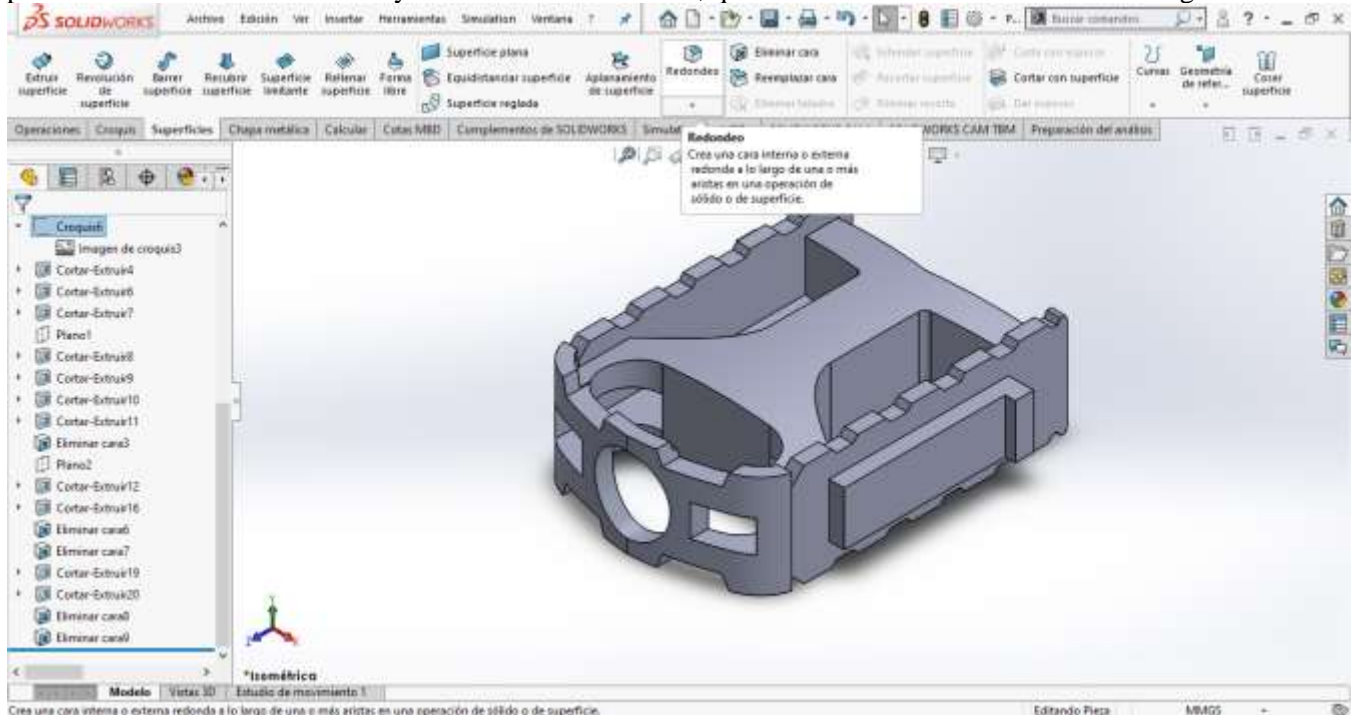 SOLIDWORKS
Archivo Edición Ver Insertar Herramientas Simulation Ventana ?
Buscar comandos
Extruir superficie
Revolución de superficie
Barrer superficie
Recubrir superficie
Superficie limitante
Rellenar superficie
Forma libre
Superficie plana
Equidistanciar superficie
Superficie reglada
Aplanamiento de superficie
Redondeo
Eliminar cara
Reemplazar cara
Extender superficie
Recortar superficie
Cortar con superficie
Curvas
Geometría de refer...
Coser superficie
Operaciones Croquis Superficies Chapa metálica Calcular Cotas MBD Complementos de SOLIDWORKS
SOLIDWORKS CAM TBM Preparación del análisis
Redondeo
Crea una cara interna o externa
redonda a lo largo de una o más
aristas en una operación de
sólido o de superficie.
Croquis6
Imagen de croquis3
Cortar-Extruir4
Cortar-Extruir6
Cortar-Extruir7
Plano1
Cortar-Extruir8
Cortar-Extruir9
Cortar-Extruir10
Cortar-Extruir11
Eliminar cara3
Plano2
Cortar-Extruir12
Cortar-Extruir16
Eliminar cara6
Eliminar cara7
Cortar-Extruir19
Cortar-Extruir20
Eliminar cara8
Eliminar cara9
*Isométrica
Modelo Vistas 3D Estudio de movimiento 1
Crea una cara interna o externa redonda a lo largo de una o más aristas en una operación de sólido o de superficie.
Editando Pieza MMGS